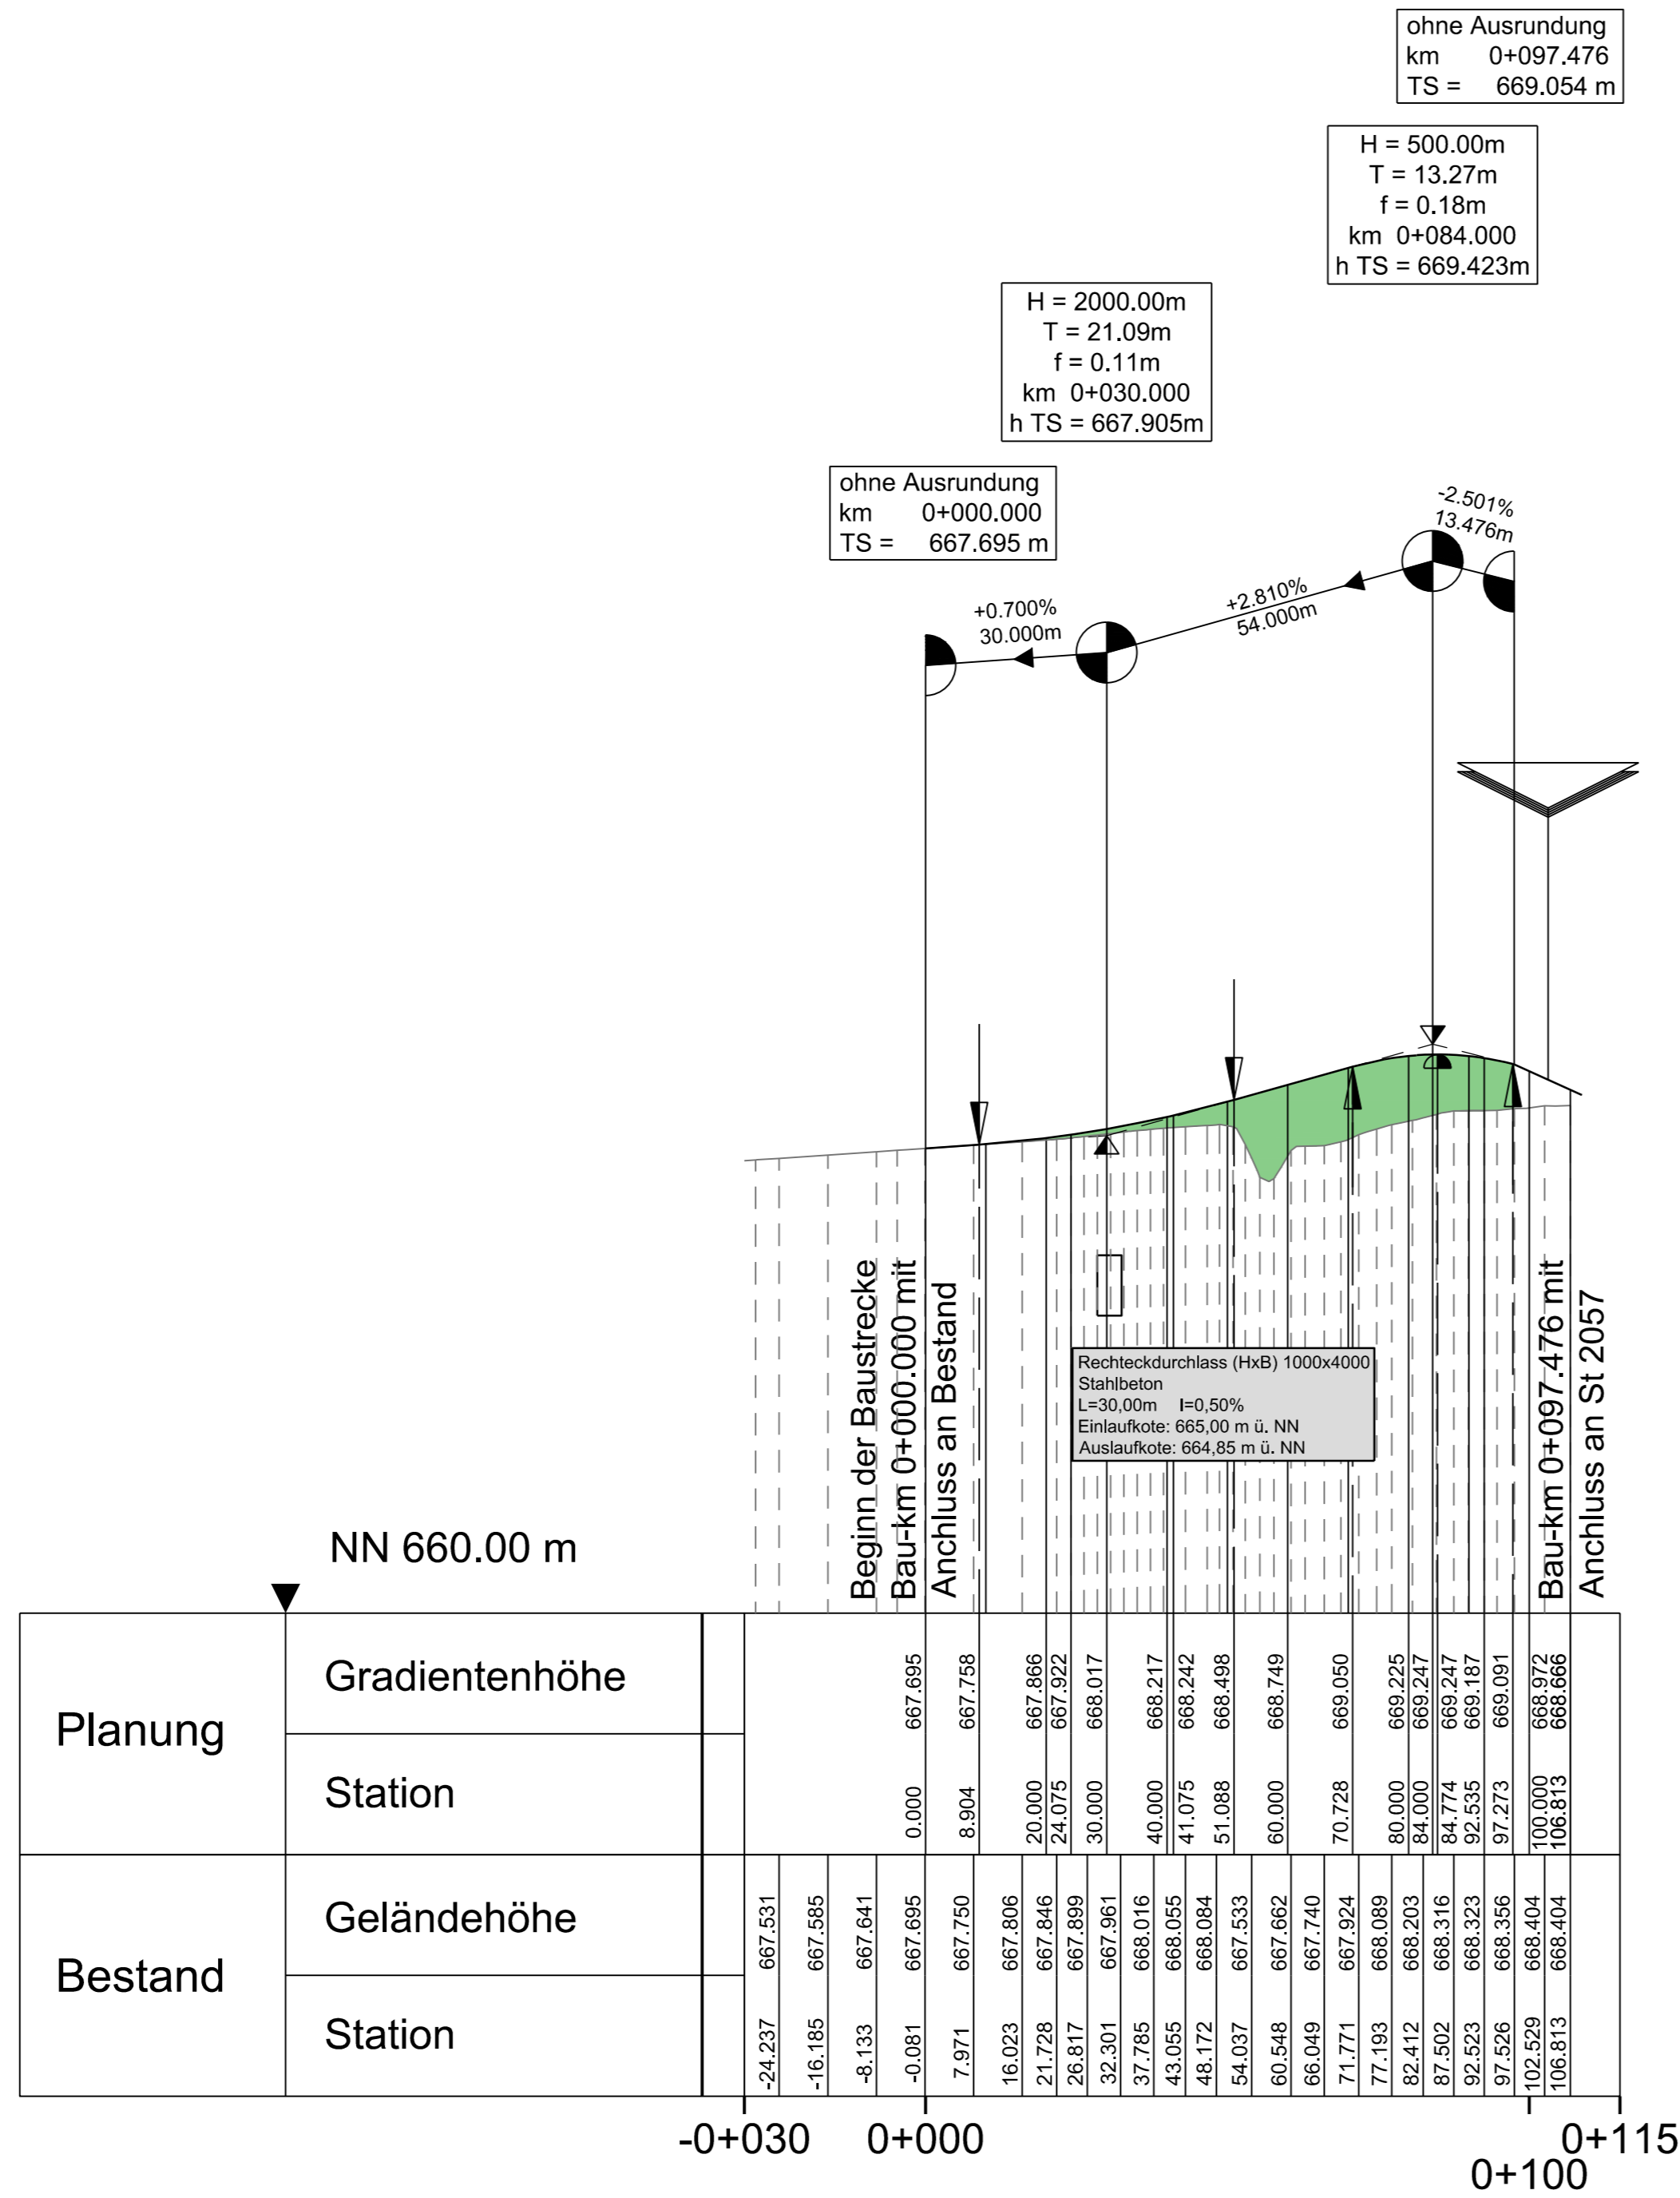 ohne Ausrundung
km 0+097.476
TS = 669.054 m
H = 500.00m
T = 13.27m
f = 0.18m
km 0+084.000
h TS = 669.423m
H = 2000.00m
T = 21.09m
f = 0.11m
km 0+030.000
h TS = 667.905m
ohne Ausrundung
km 0+000.000
TS = 667.695 m
-2.501%
13.476m
+2.810%
54.000m
+0.700%
30.000m
Beginn der Baustrecke
Bau-km 0+000.000 mit
Anchluss an Bestand
Rechteckdurchlass (HxB) 1000x4000
Stahlbeton
L=30,00m I=0,50%
Einlaufkote: 665,00 m ü. NN
Auslaufkote: 664,85 m ü. NN
Bau-km 0+097.476 mit
Anchluss an St 2057
NN 660.00 m
Planung
Gradientenhöhe
667.695 667.758 667.866 667.922 668.017 668.217 668.242 668.498 668.749 669.050 669.225 669.247 669.247 669.187 669.091 668.972 668.666
Station
0.000 8.904 20.000 24.075 30.000 40.000 41.075 51.088 60.000 70.728 80.000 84.000 84.774 92.535 97.273 100.000 106.813
Bestand
Geländehöhe
667.531 667.585 667.641 667.695 667.750 667.806 667.846 667.899 667.961 668.016 668.055 668.084 667.533 667.662 667.740 667.924 668.089 668.203 668.316 668.323 668.356 668.404 668.404
Station
-24.237 -16.185 -8.133 -0.081 7.971 16.023 21.728 26.817 32.301 37.785 43.055 48.172 54.037 60.548 66.049 71.771 77.193 82.412 87.502 92.523 97.526 102.529 106.813
-0+030 0+000 0+115
0+100